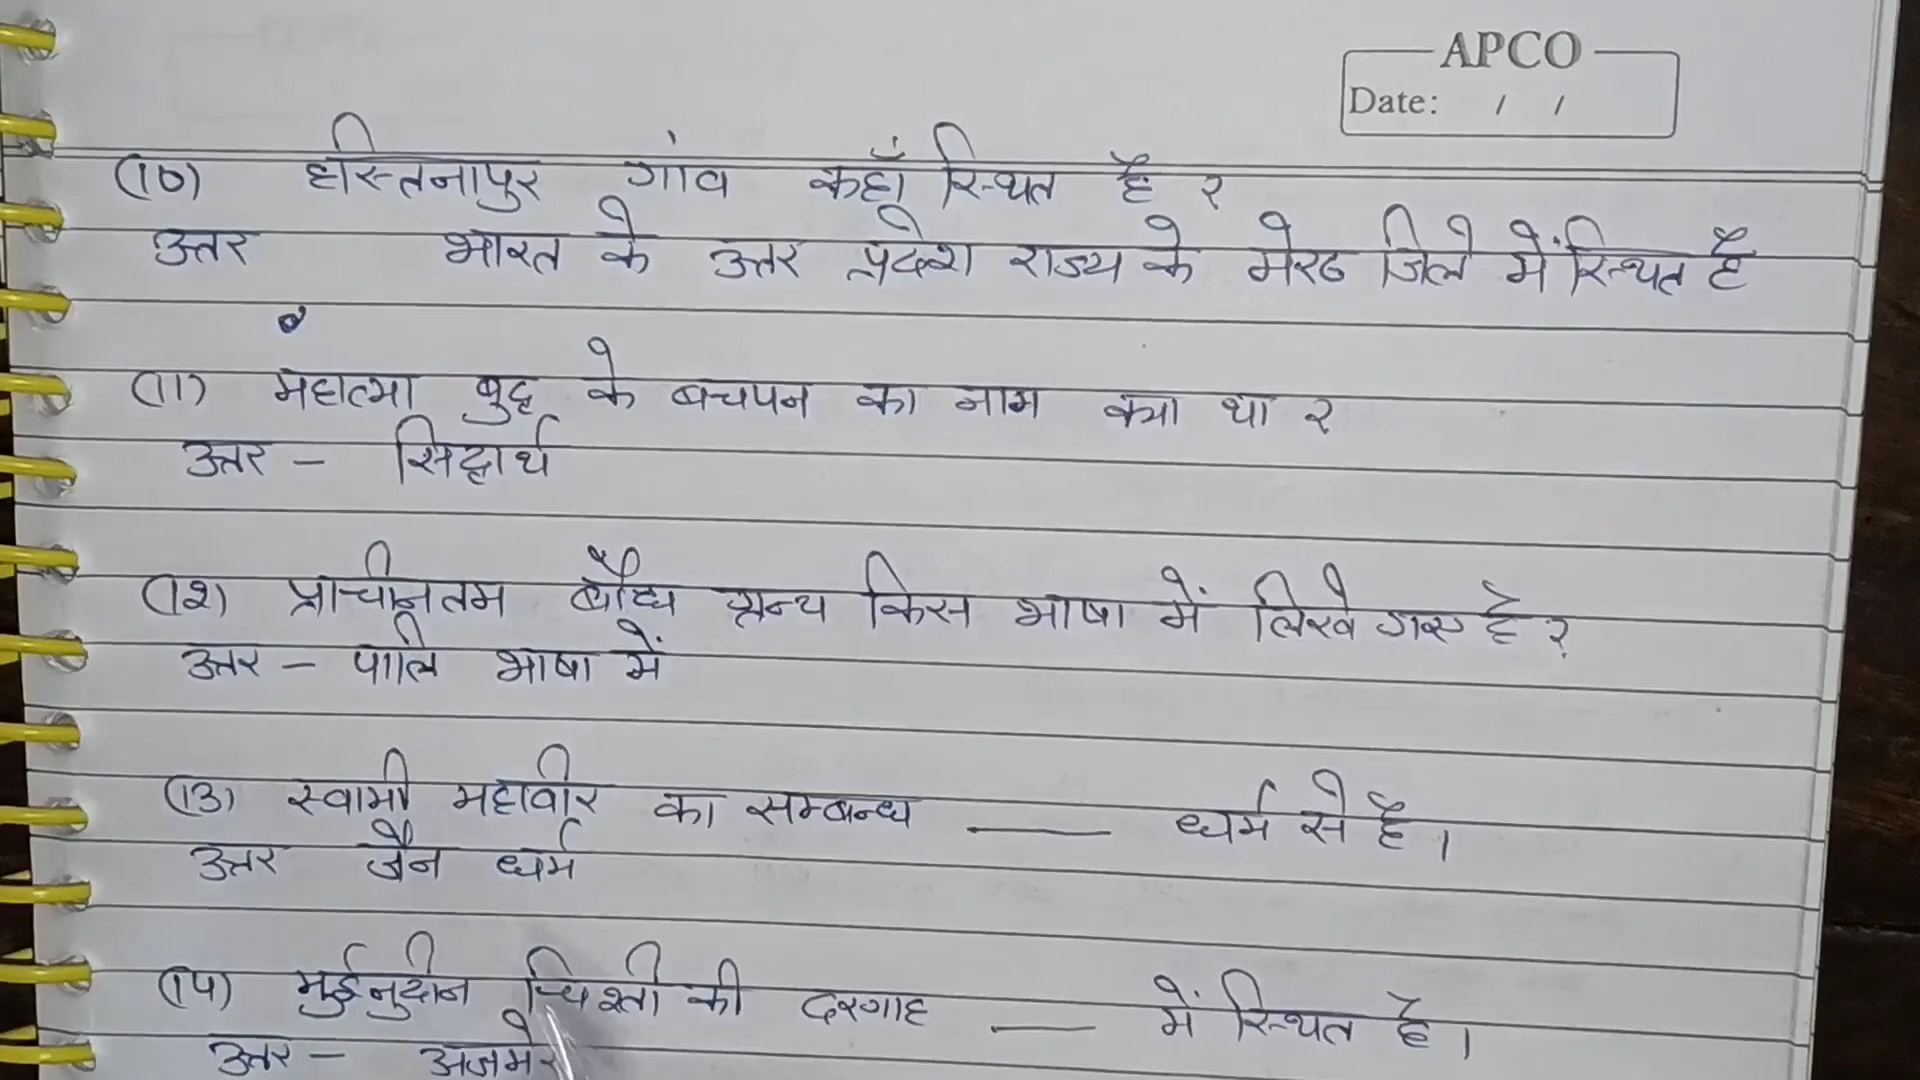 APCO
Date: / /
(10) हस्तिनापुर गांव कहाँ स्थित है ?
उत्तर भारत के उत्तर प्रदेश राज्य के मेरठ जिले में स्थित है
(11) महात्मा बुद्ध के बचपन का नाम क्या था ?
उत्तर – सिद्धार्थ
(12) प्राचीनतम बौद्य ग्रन्थ किस भाषा में लिखे गए है ?
उत्तर – पालि भाषा में
(13) स्वामी महावीर का सम्बन्ध —— धर्म से है।
उत्तर जैन धर्म
(14) मुईनुद्दीन चिश्ती की दरगाह —— में स्थित है।
उत्तर – अजमेर